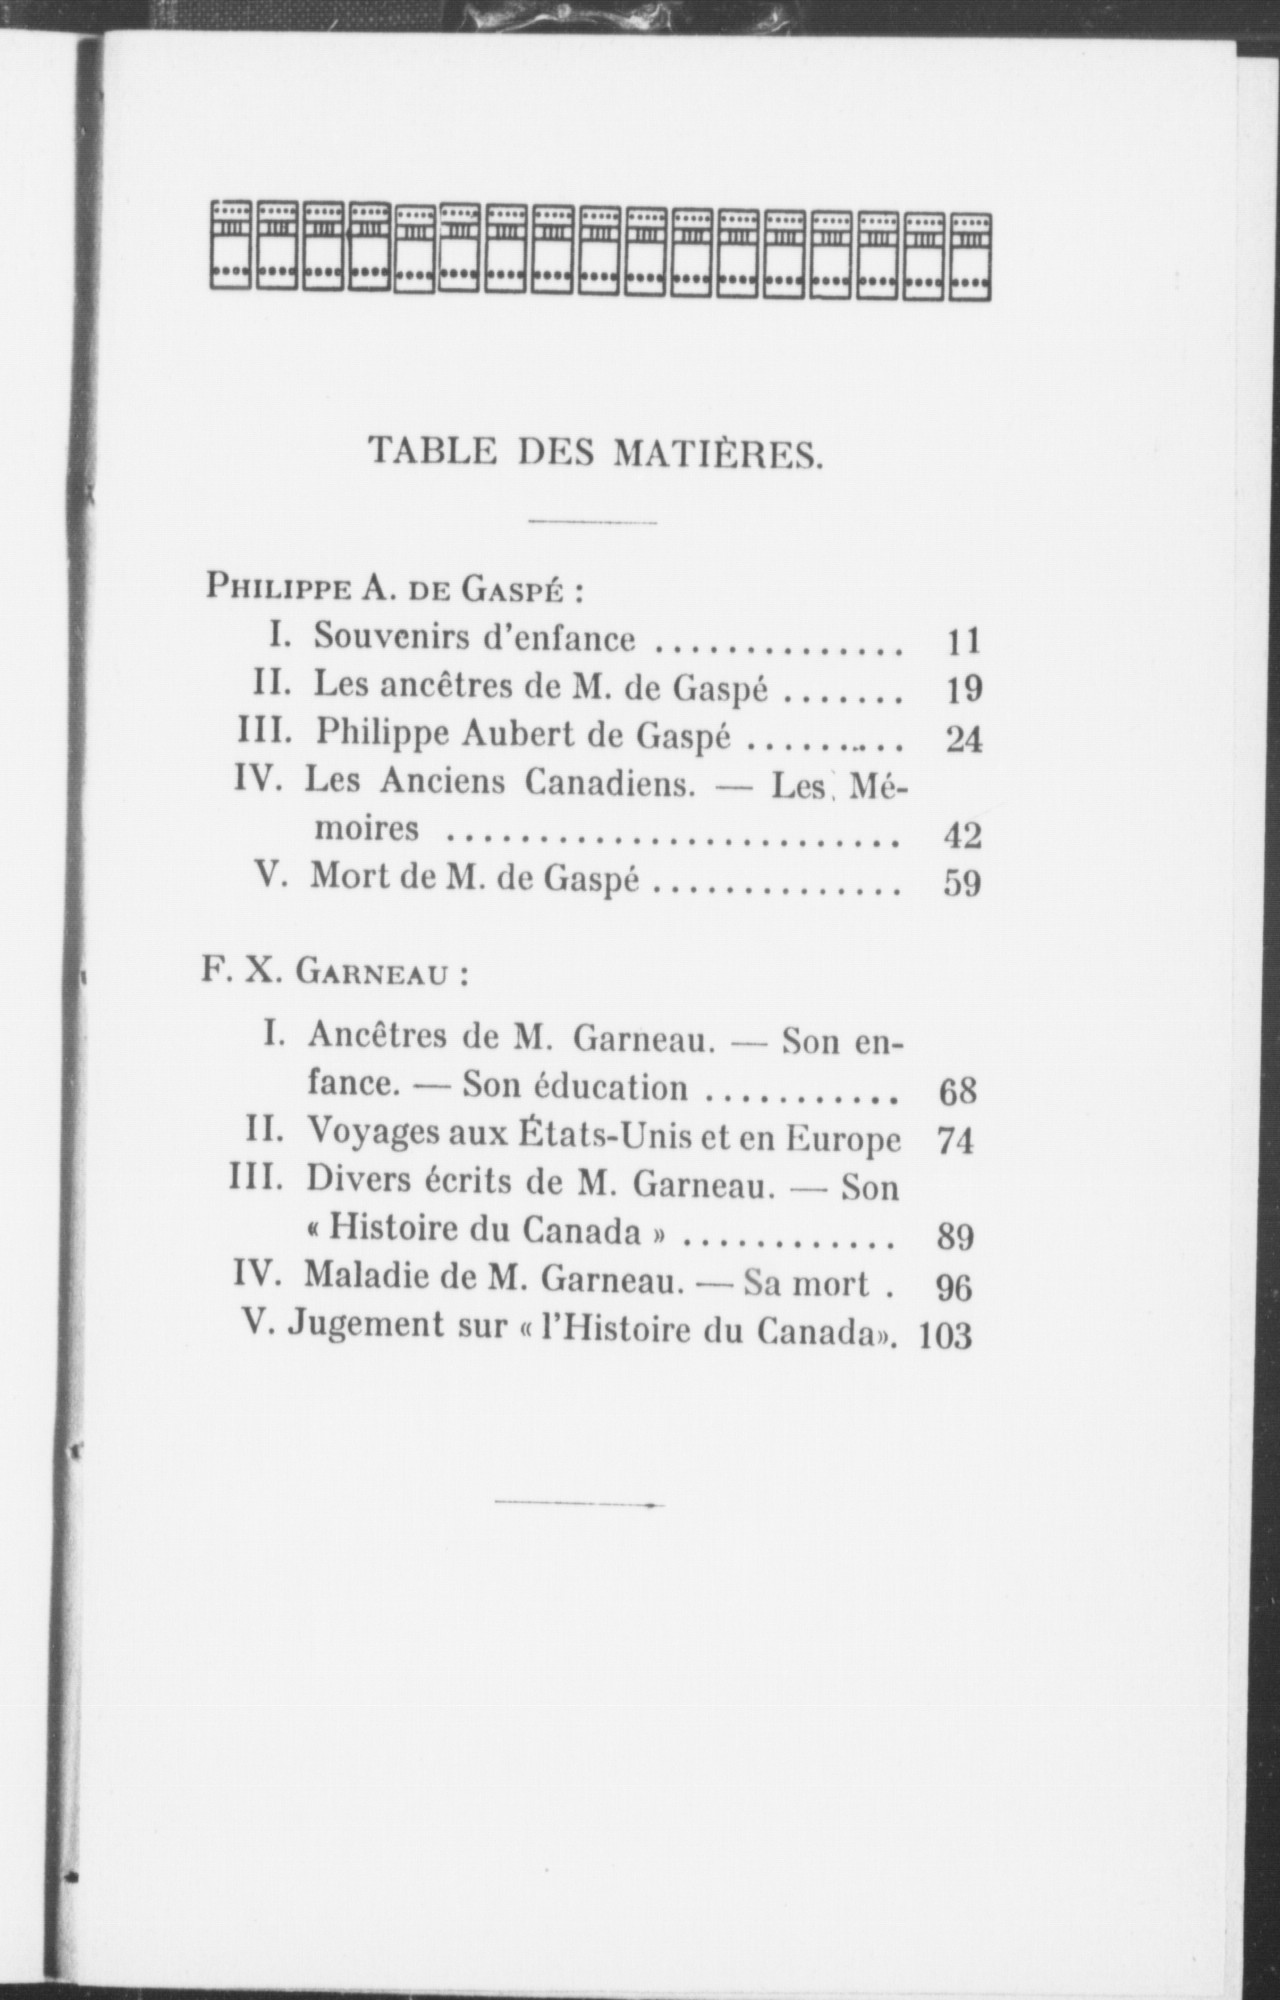 TABLE DES MATIÈRES.
PHILIPPE A. DE GASPÉ :
I. Souvenirs d'enfance .............. 11
II. Les ancêtres de M. de Gaspé ....... 19
III. Philippe Aubert de Gaspé .......... 24
IV. Les Anciens Canadiens. — Les Mé-
moires ......................... 42
V. Mort de M. de Gaspé .............. 59
F. X. GARNEAU :
I. Ancêtres de M. Garneau. — Son en-
fance. — Son éducation ........... 68
II. Voyages aux États-Unis et en Europe 74
III. Divers écrits de M. Garneau. — Son
« Histoire du Canada » ............ 89
IV. Maladie de M. Garneau. — Sa mort . 96
V. Jugement sur « l'Histoire du Canada». 103